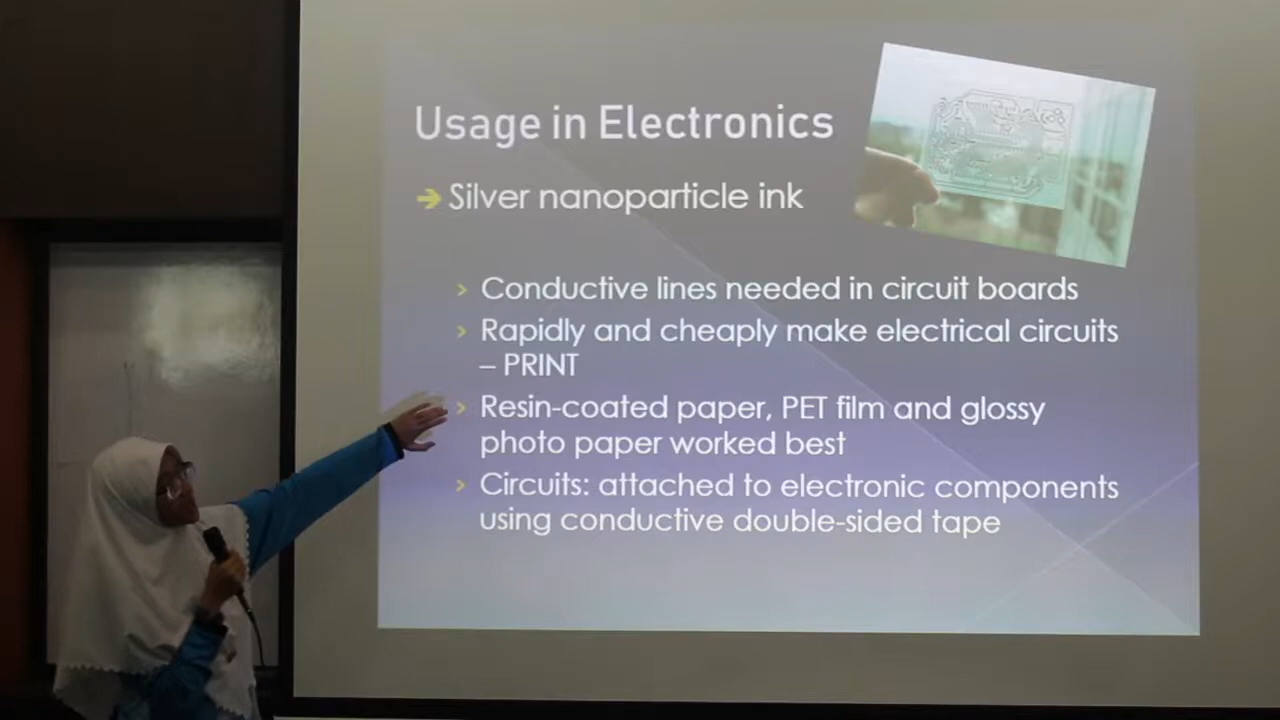 Usage in Electronics
Silver nanoparticle ink
Conductive lines needed in circuit boards
Rapidly and cheaply make electrical circuits
– PRINT
Resin-coated paper, PET film and glossy
photo paper worked best
Circuits: attached to electronic components
using conductive double-sided tape